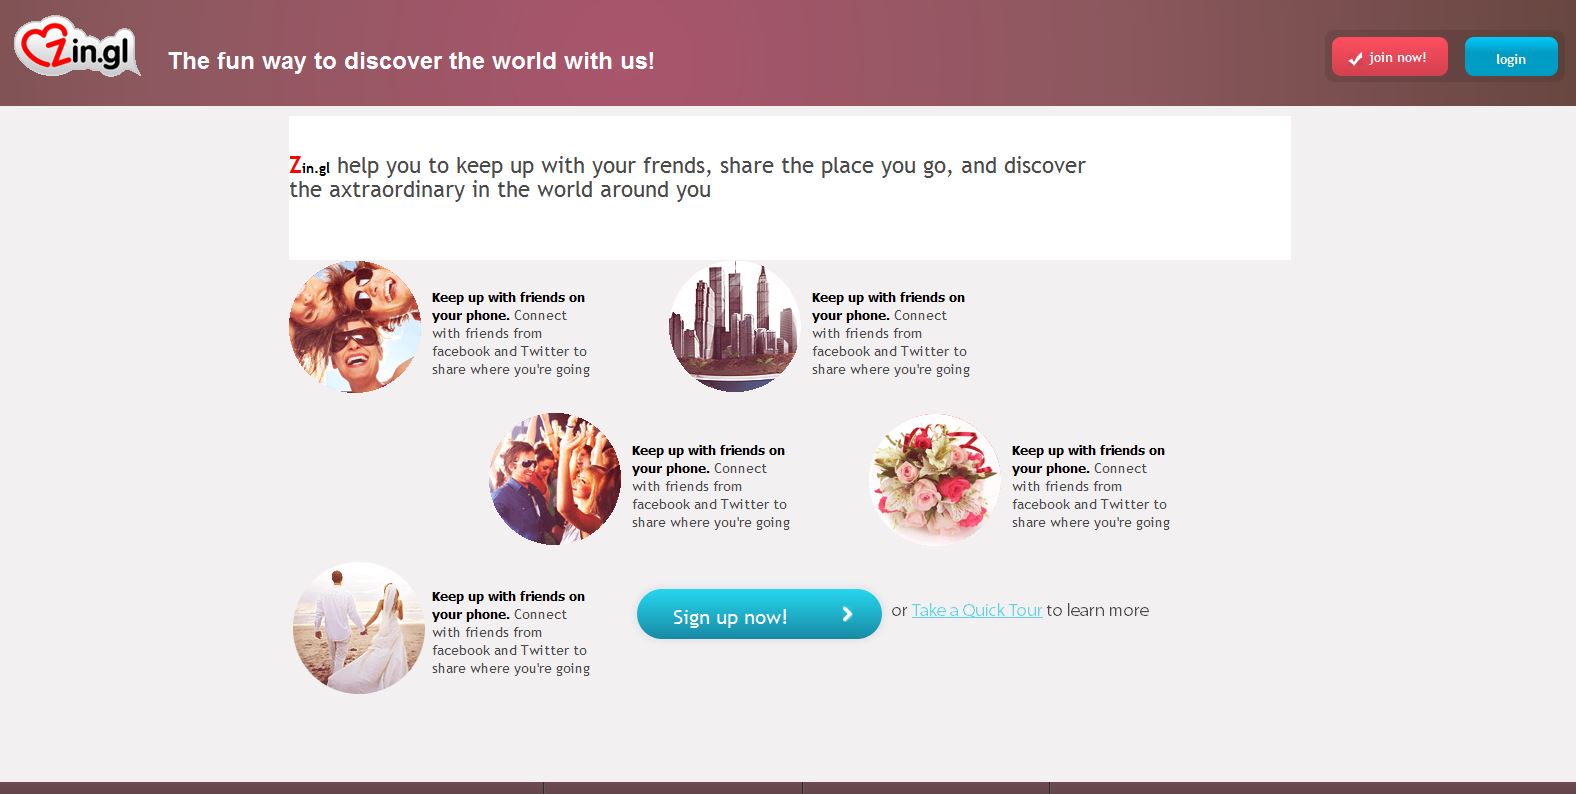 Zin.gl
The fun way to discover the world with us!
join now!
login
Zin.gl help you to keep up with your frends, share the place you go, and discover
the axtraordinary in the world around you
Keep up with friends on
your phone. Connect
with friends from
facebook and Twitter to
share where you're going
Keep up with friends on
your phone. Connect
with friends from
facebook and Twitter to
share where you're going
Keep up with friends on
your phone. Connect
with friends from
facebook and Twitter to
share where you're going
Keep up with friends on
your phone. Connect
with friends from
facebook and Twitter to
share where you're going
Keep up with friends on
your phone. Connect
with friends from
facebook and Twitter to
share where you're going
Sign up now!
or Take a Quick Tour to learn more